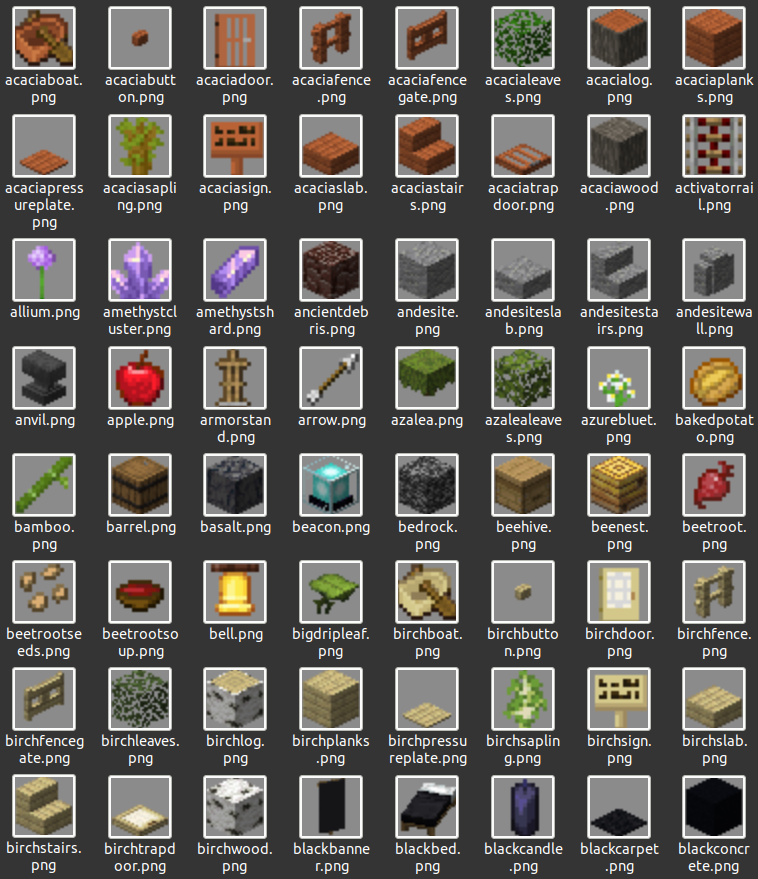 acaciaboat.
png
acaciabutt
on.png
acaciadoor.
png
acaciafence
.png
acaciafence
gate.png
acacialeave
s.png
acacialog.
png
acaciaplank
s.png
acaciapress
ureplate.
png
acaciasapli
ng.png
acaciasign.
png
acaciaslab.
png
acaciastair
s.png
acaciatrap
door.png
acaciawood
.png
activatorrai
l.png
allium.png
amethystcl
uster.png
amethystsh
ard.png
ancientdeb
ris.png
andesite.
png
andesitesla
b.png
andesitesta
irs.png
andesitewa
ll.png
anvil.png
apple.png
armorstan
d.png
arrow.png
azalea.png
azalealeave
s.png
azurebluet.
png
bakedpotat
o.png
bamboo.
png
barrel.png
basalt.png
beacon.png
bedrock.
png
beehive.
png
beenest.
png
beetroot.
png
beetrootse
eds.png
beetrootso
up.png
bell.png
bigdripleaf.
png
birchboat.
png
birchbutto
n.png
birchdoor.
png
birchfence.
png
birchfenceg
ate.png
birchleaves.
png
birchlog.
png
birchplanks
.png
birchpressu
replate.png
birchsaplin
g.png
birchsign.
png
birchslab.
png
birchstairs.
png
birchtrapd
oor.png
birchwood.
png
blackbanne
r.png
blackbed.
png
blackcandle
.png
blackcarpet
.png
blackconcr
ete.png